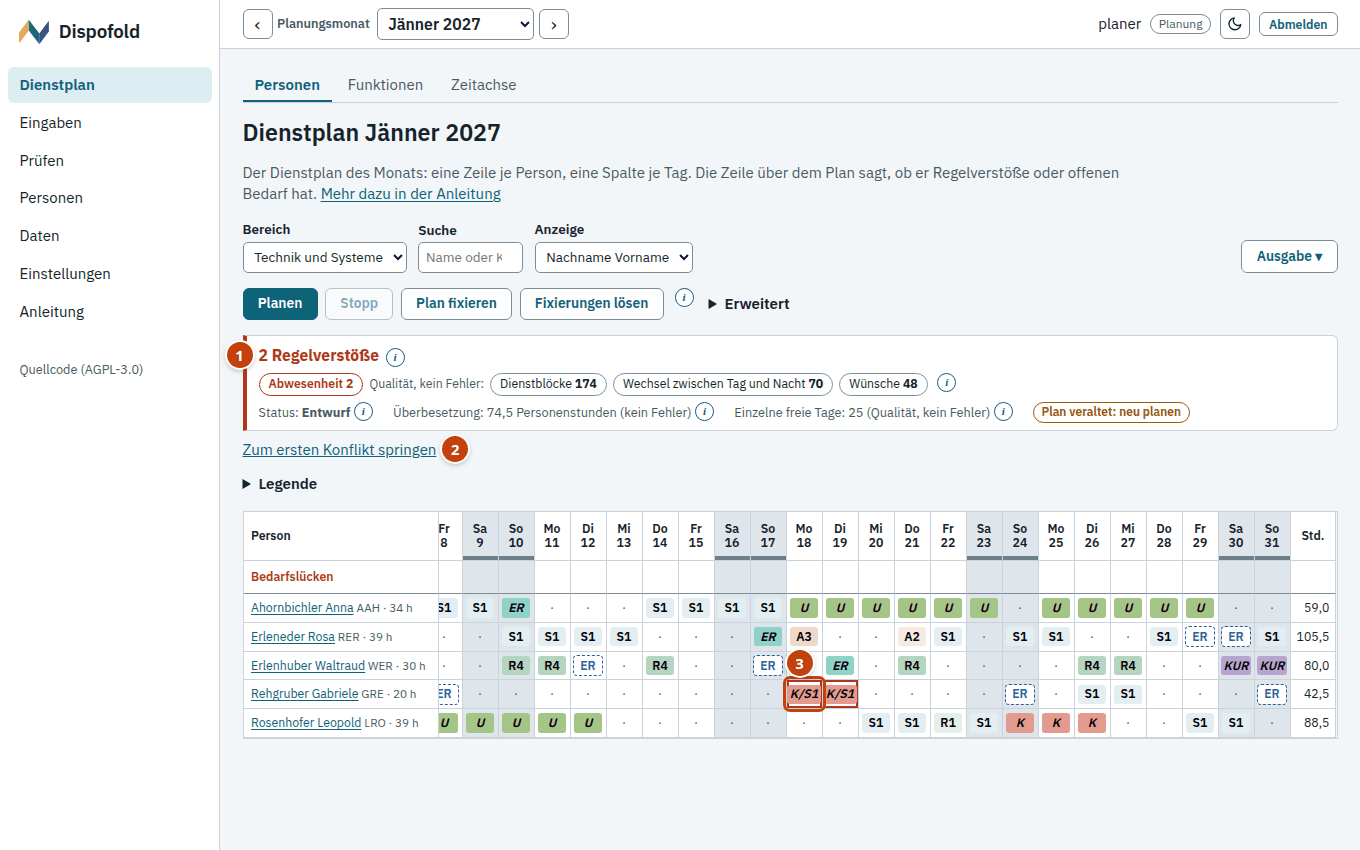 Dispofold
‹ Planungsmonat Jänner 2027 ›
planer Planung Abmelden
Dienstplan
Eingaben
Prüfen
Personen
Daten
Einstellungen
Anleitung
Quellcode (AGPL-3.0)
Personen Funktionen Zeitachse
Dienstplan Jänner 2027
Der Dienstplan des Monats: eine Zeile je Person, eine Spalte je Tag. Die Zeile über dem Plan sagt, ob er Regelverstöße oder offenen
Bedarf hat. Mehr dazu in der Anleitung
Bereich Suche Anzeige
Technik und Systeme Name oder K Nachname Vorname Ausgabe ▾
Planen Stopp Plan fixieren Fixierungen lösen i ▶ Erweitert
1 2 Regelverstöße i
Abwesenheit 2 Qualität, kein Fehler: Dienstblöcke 174 Wechsel zwischen Tag und Nacht 70 Wünsche 48 i
Status: Entwurf i Überbesetzung: 74,5 Personenstunden (kein Fehler) i Einzelne freie Tage: 25 (Qualität, kein Fehler) i Plan veraltet: neu planen
Zum ersten Konflikt springen 2
▶ Legende
Person Fr 8 Sa 9 So 10 Mo 11 Di 12 Mi 13 Do 14 Fr 15 Sa 16 So 17 Mo 18 Di 19 Mi 20 Do 21 Fr 22 Sa 23 So 24 Mo 25 Di 26 Mi 27 Do 28 Fr 29 Sa 30 So 31 Std.
Bedarfslücken
Ahornbichler Anna AAH · 34 h S1 S1 ER · · · S1 S1 S1 S1 U U U U U U · U U U U U · · 59,0
Erleneder Rosa RER · 39 h · · S1 S1 S1 S1 · · · ER A3 · · A2 S1 · S1 S1 · · S1 ER ER S1 105,5
Erlenhuber Waltraud WER · 30 h · · R4 R4 ER · R4 · · ER 3 ER · R4 · · · · R4 R4 · · KUR KUR 80,0
Rehgruber Gabriele GRE · 20 h ER · · · · · · · · · K/S1 K/S1 · · · · ER · S1 S1 · · · ER 42,5
Rosenhofer Leopold LRO · 39 h U U U U U · · · · · · · S1 S1 R1 S1 K K K · · S1 S1 · 88,5